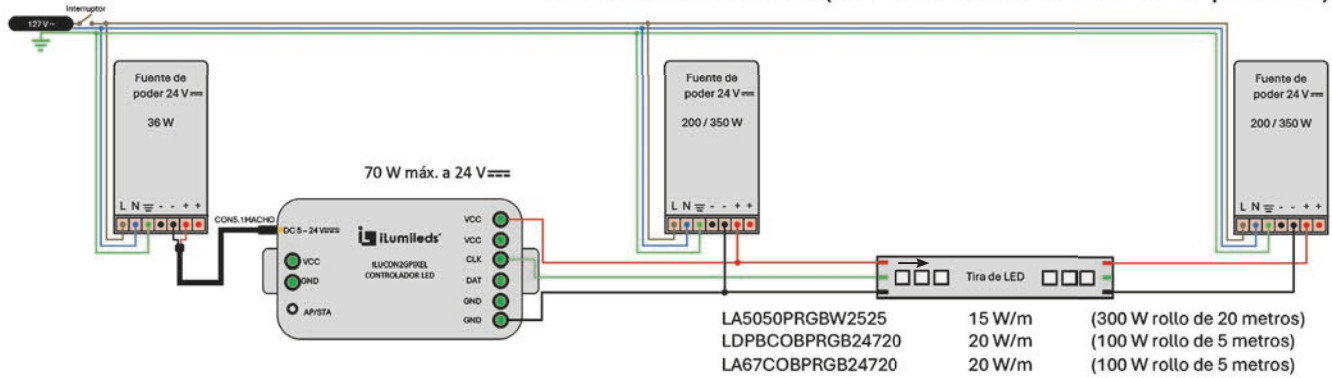 Interruptor
127 V~
Fuente de
poder 24 V⎓
36 W
L N ⏚ - - + +
Fuente de
poder 24 V⎓
200 / 350 W
L N ⏚ - - + +
Fuente de
poder 24 V⎓
200 / 350 W
L N ⏚ - - + +
70 W máx. a 24 V⎓
CON5.1MACHO
DC 5~24V⎓
iLumileds®
ILUCON2GPIXEL
CONTROLADOR LED
VCC
GND
AP/STA
VCC
VCC
CLK
DAT
GND
GND
Tira de LED
LA5050PRGBW2525 15 W/m (300 W rollo de 20 metros)
LDPBCOBPRGB24720 20 W/m (100 W rollo de 5 metros)
LA67COBPRGB24720 20 W/m (100 W rollo de 5 metros)